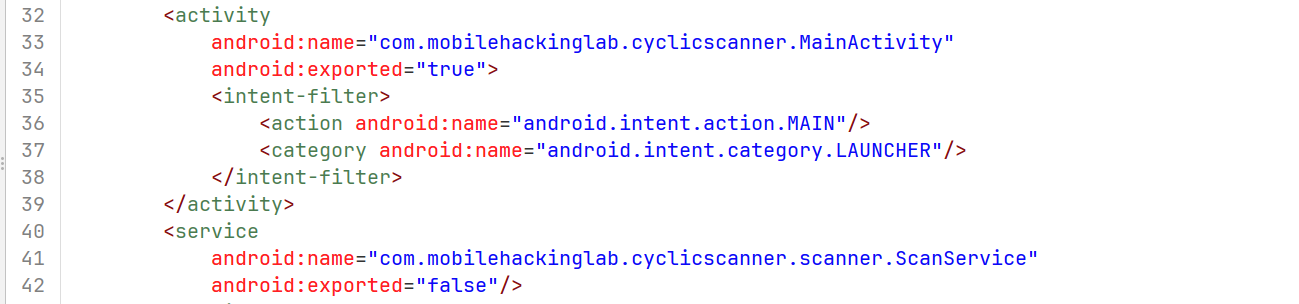 32 <activity
33 android:name="com.mobilehackinglab.cyclicscanner.MainActivity"
34 android:exported="true">
35 <intent-filter>
36 <action android:name="android.intent.action.MAIN"/>
37 <category android:name="android.intent.category.LAUNCHER"/>
38 </intent-filter>
39 </activity>
40 <service
41 android:name="com.mobilehackinglab.cyclicscanner.scanner.ScanService"
42 android:exported="false"/>